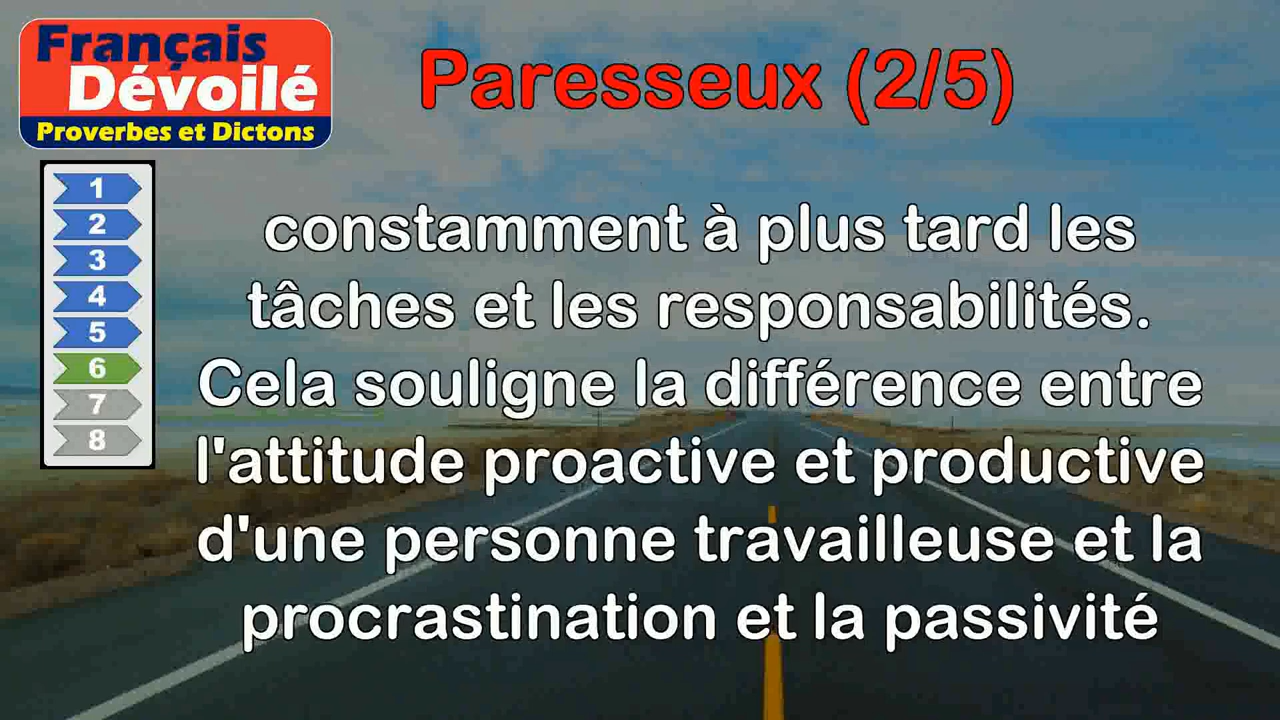 Français
Dévoilé
Proverbes et Dictons
Paresseux (2/5)
1
2
3
4
5
6
7
8
constamment à plus tard les
tâches et les responsabilités.
Cela souligne la différence entre
l'attitude proactive et productive
d'une personne travailleuse et la
procrastination et la passivité